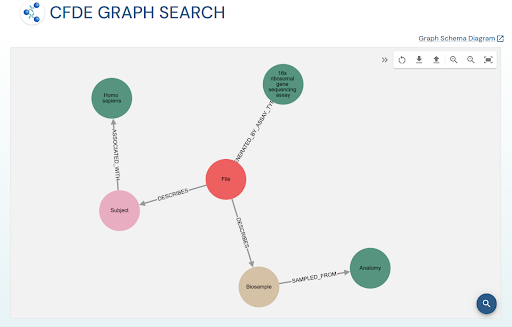 CFDE GRAPH SEARCH
Graph Schema Diagram
Homo
sapiens
16s
ribosomal
gene
sequencing
assay
ASSOCIATED_WITH
File
DESCRIBES
Subject
DESCRIBES
Biosample
SAMPLED_FROM
Anatomy